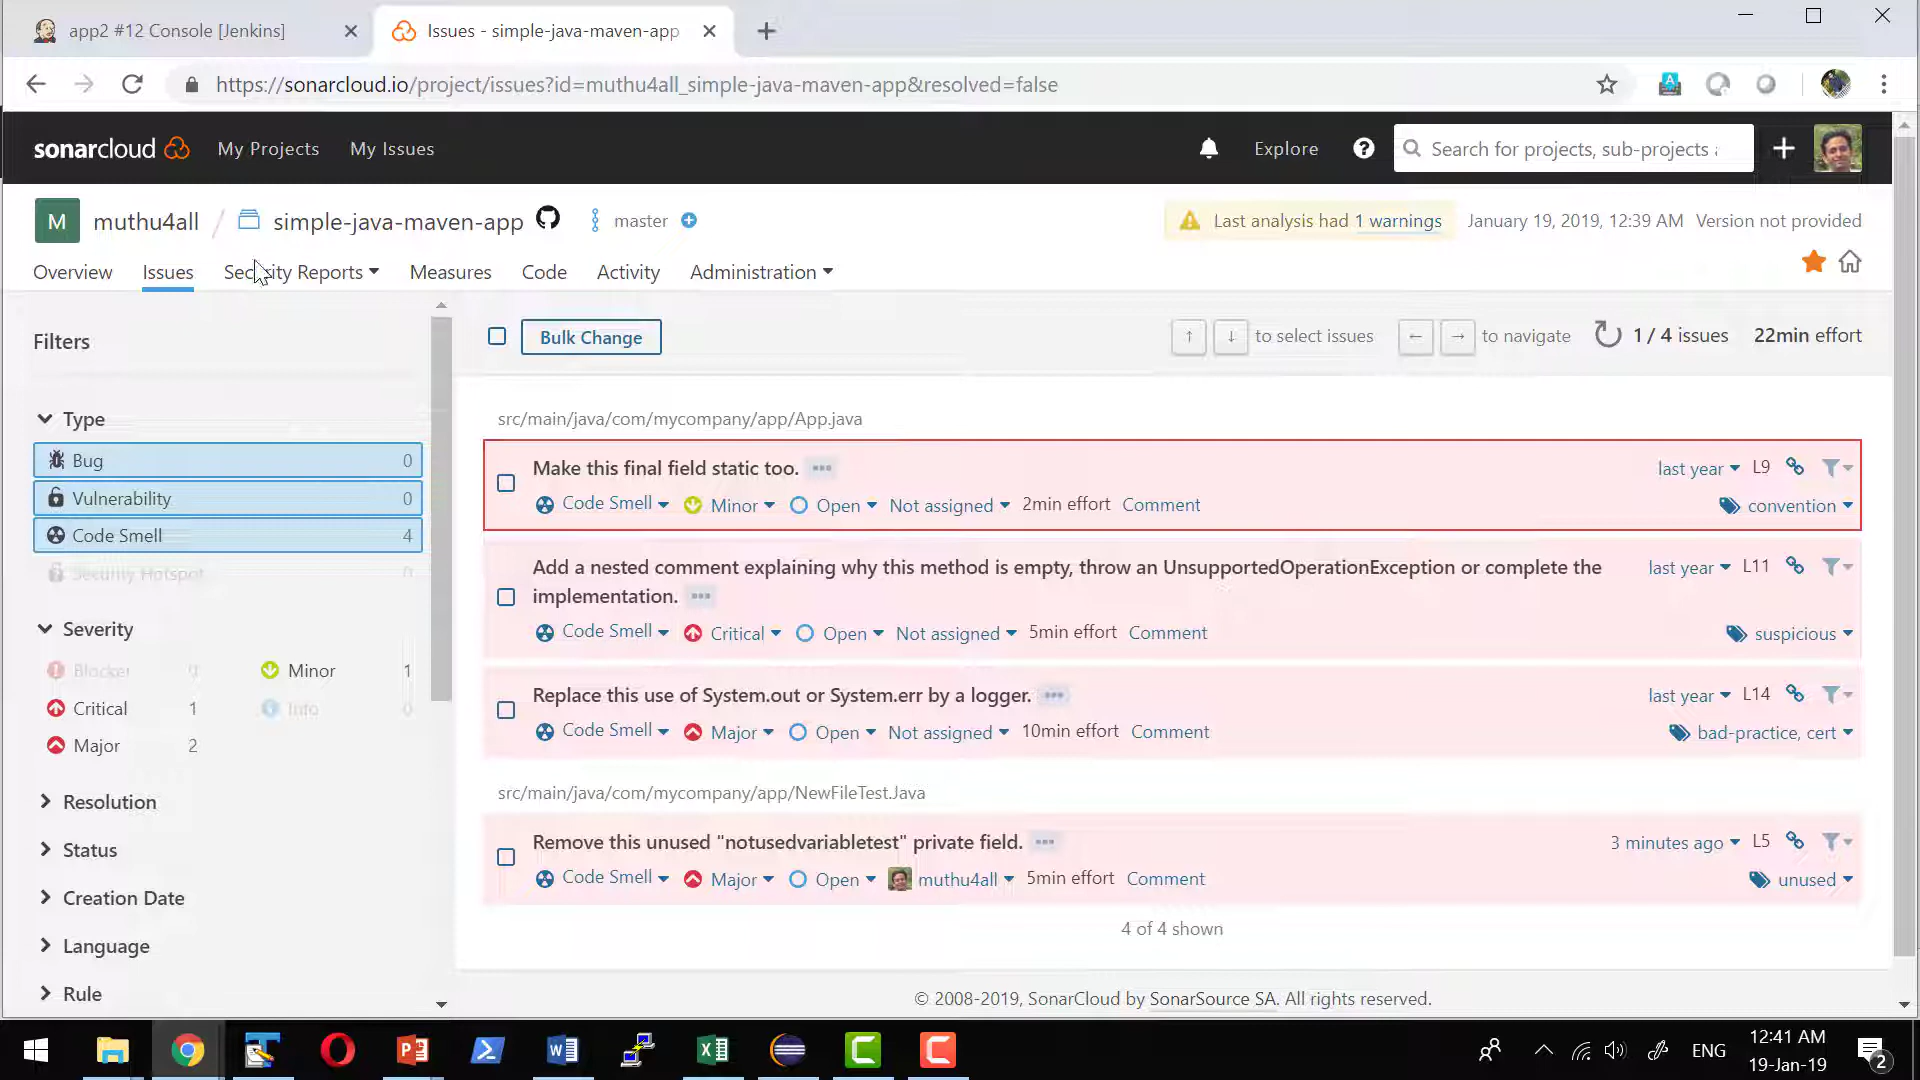 app2 #12 Console [Jenkins]
Issues - simple-java-maven-app
https://sonarcloud.io/project/issues?id=muthu4all_simple-java-maven-app&resolved=false
sonarcloud My Projects My Issues Explore Search for projects, sub-projects
M muthu4all / simple-java-maven-app master Last analysis had 1 warnings January 19, 2019, 12:39 AM Version not provided
Overview Issues Security Reports Measures Code Activity Administration
Filters
Bulk Change ↑ ↓ to select issues ← → to navigate 1 / 4 issues 22min effort
Type
Bug 0
Vulnerability 0
Code Smell 4
Security Hotspot 0
Severity
Blocker 0 Minor 1
Critical 1 Info 0
Major 2
Resolution
Status
Creation Date
Language
Rule
src/main/java/com/mycompany/app/App.java
Make this final field static too. last year L9
Code Smell Minor Open Not assigned 2min effort Comment convention
Add a nested comment explaining why this method is empty, throw an UnsupportedOperationException or complete the last year L11
implementation.
Code Smell Critical Open Not assigned 5min effort Comment suspicious
Replace this use of System.out or System.err by a logger. last year L14
Code Smell Major Open Not assigned 10min effort Comment bad-practice, cert
src/main/java/com/mycompany/app/NewFileTest.Java
Remove this unused "notusedvariabletest" private field. 3 minutes ago L5
Code Smell Major Open muthu4all 5min effort Comment unused
4 of 4 shown
© 2008-2019, SonarCloud by SonarSource SA. All rights reserved.
ENG 12:41 AM
19-Jan-19 2